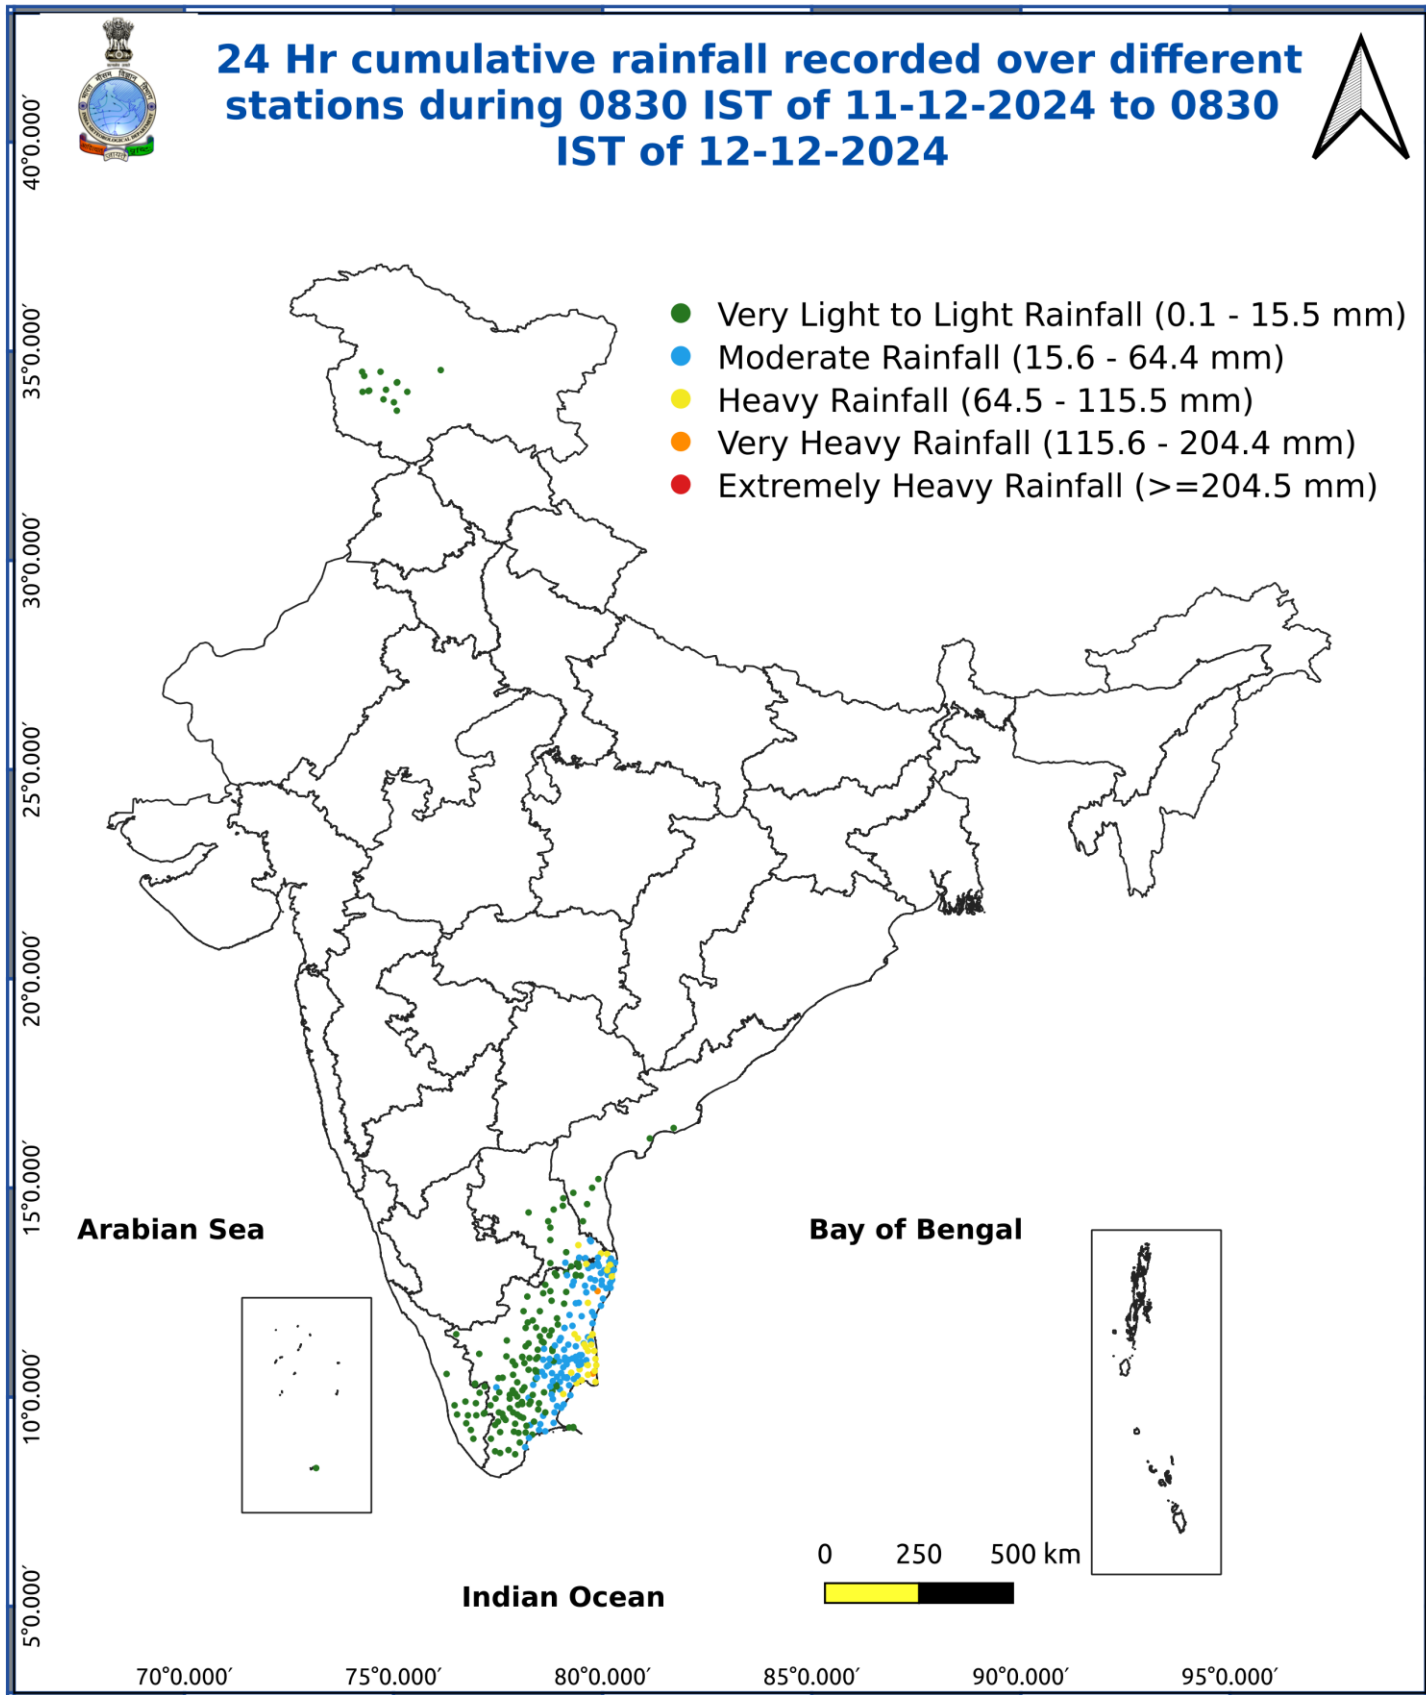 24 Hr cumulative rainfall recorded over different
stations during 0830 IST of 11-12-2024 to 0830
IST of 12-12-2024
Very Light to Light Rainfall (0.1 - 15.5 mm)
Moderate Rainfall (15.6 - 64.4 mm)
Heavy Rainfall (64.5 - 115.5 mm)
Very Heavy Rainfall (115.6 - 204.4 mm)
Extremely Heavy Rainfall (>=204.5 mm)
40°0.000′
35°0.000′
30°0.000′
25°0.000′
20°0.000′
15°0.000′
10°0.000′
5°0.000′
Arabian Sea
Bay of Bengal
Indian Ocean
0 250 500 km
70°0.000′ 75°0.000′ 80°0.000′ 85°0.000′ 90°0.000′ 95°0.000′